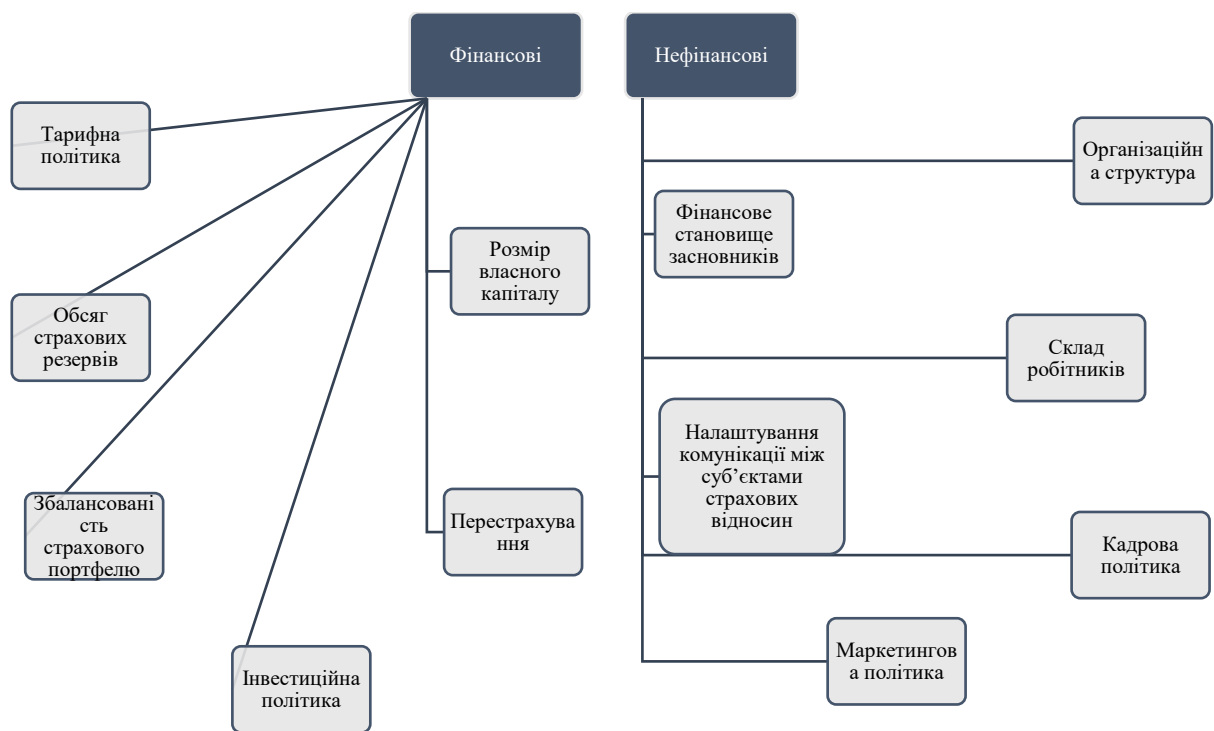 Фінансові
Нефінансові
Тарифна
політика
Обсяг
страхових
резервів
Збалансовані
сть
страхового
портфелю
Інвестиційна
політика
Розмір
власного
капіталу
Перестрахува
ння
Організаційн
а структура
Фінансове
становище
засновників
Склад
робітників
Налаштування
комунікації між
суб’єктами
страхових
відносин
Кадрова
політика
Маркетингов
а політика